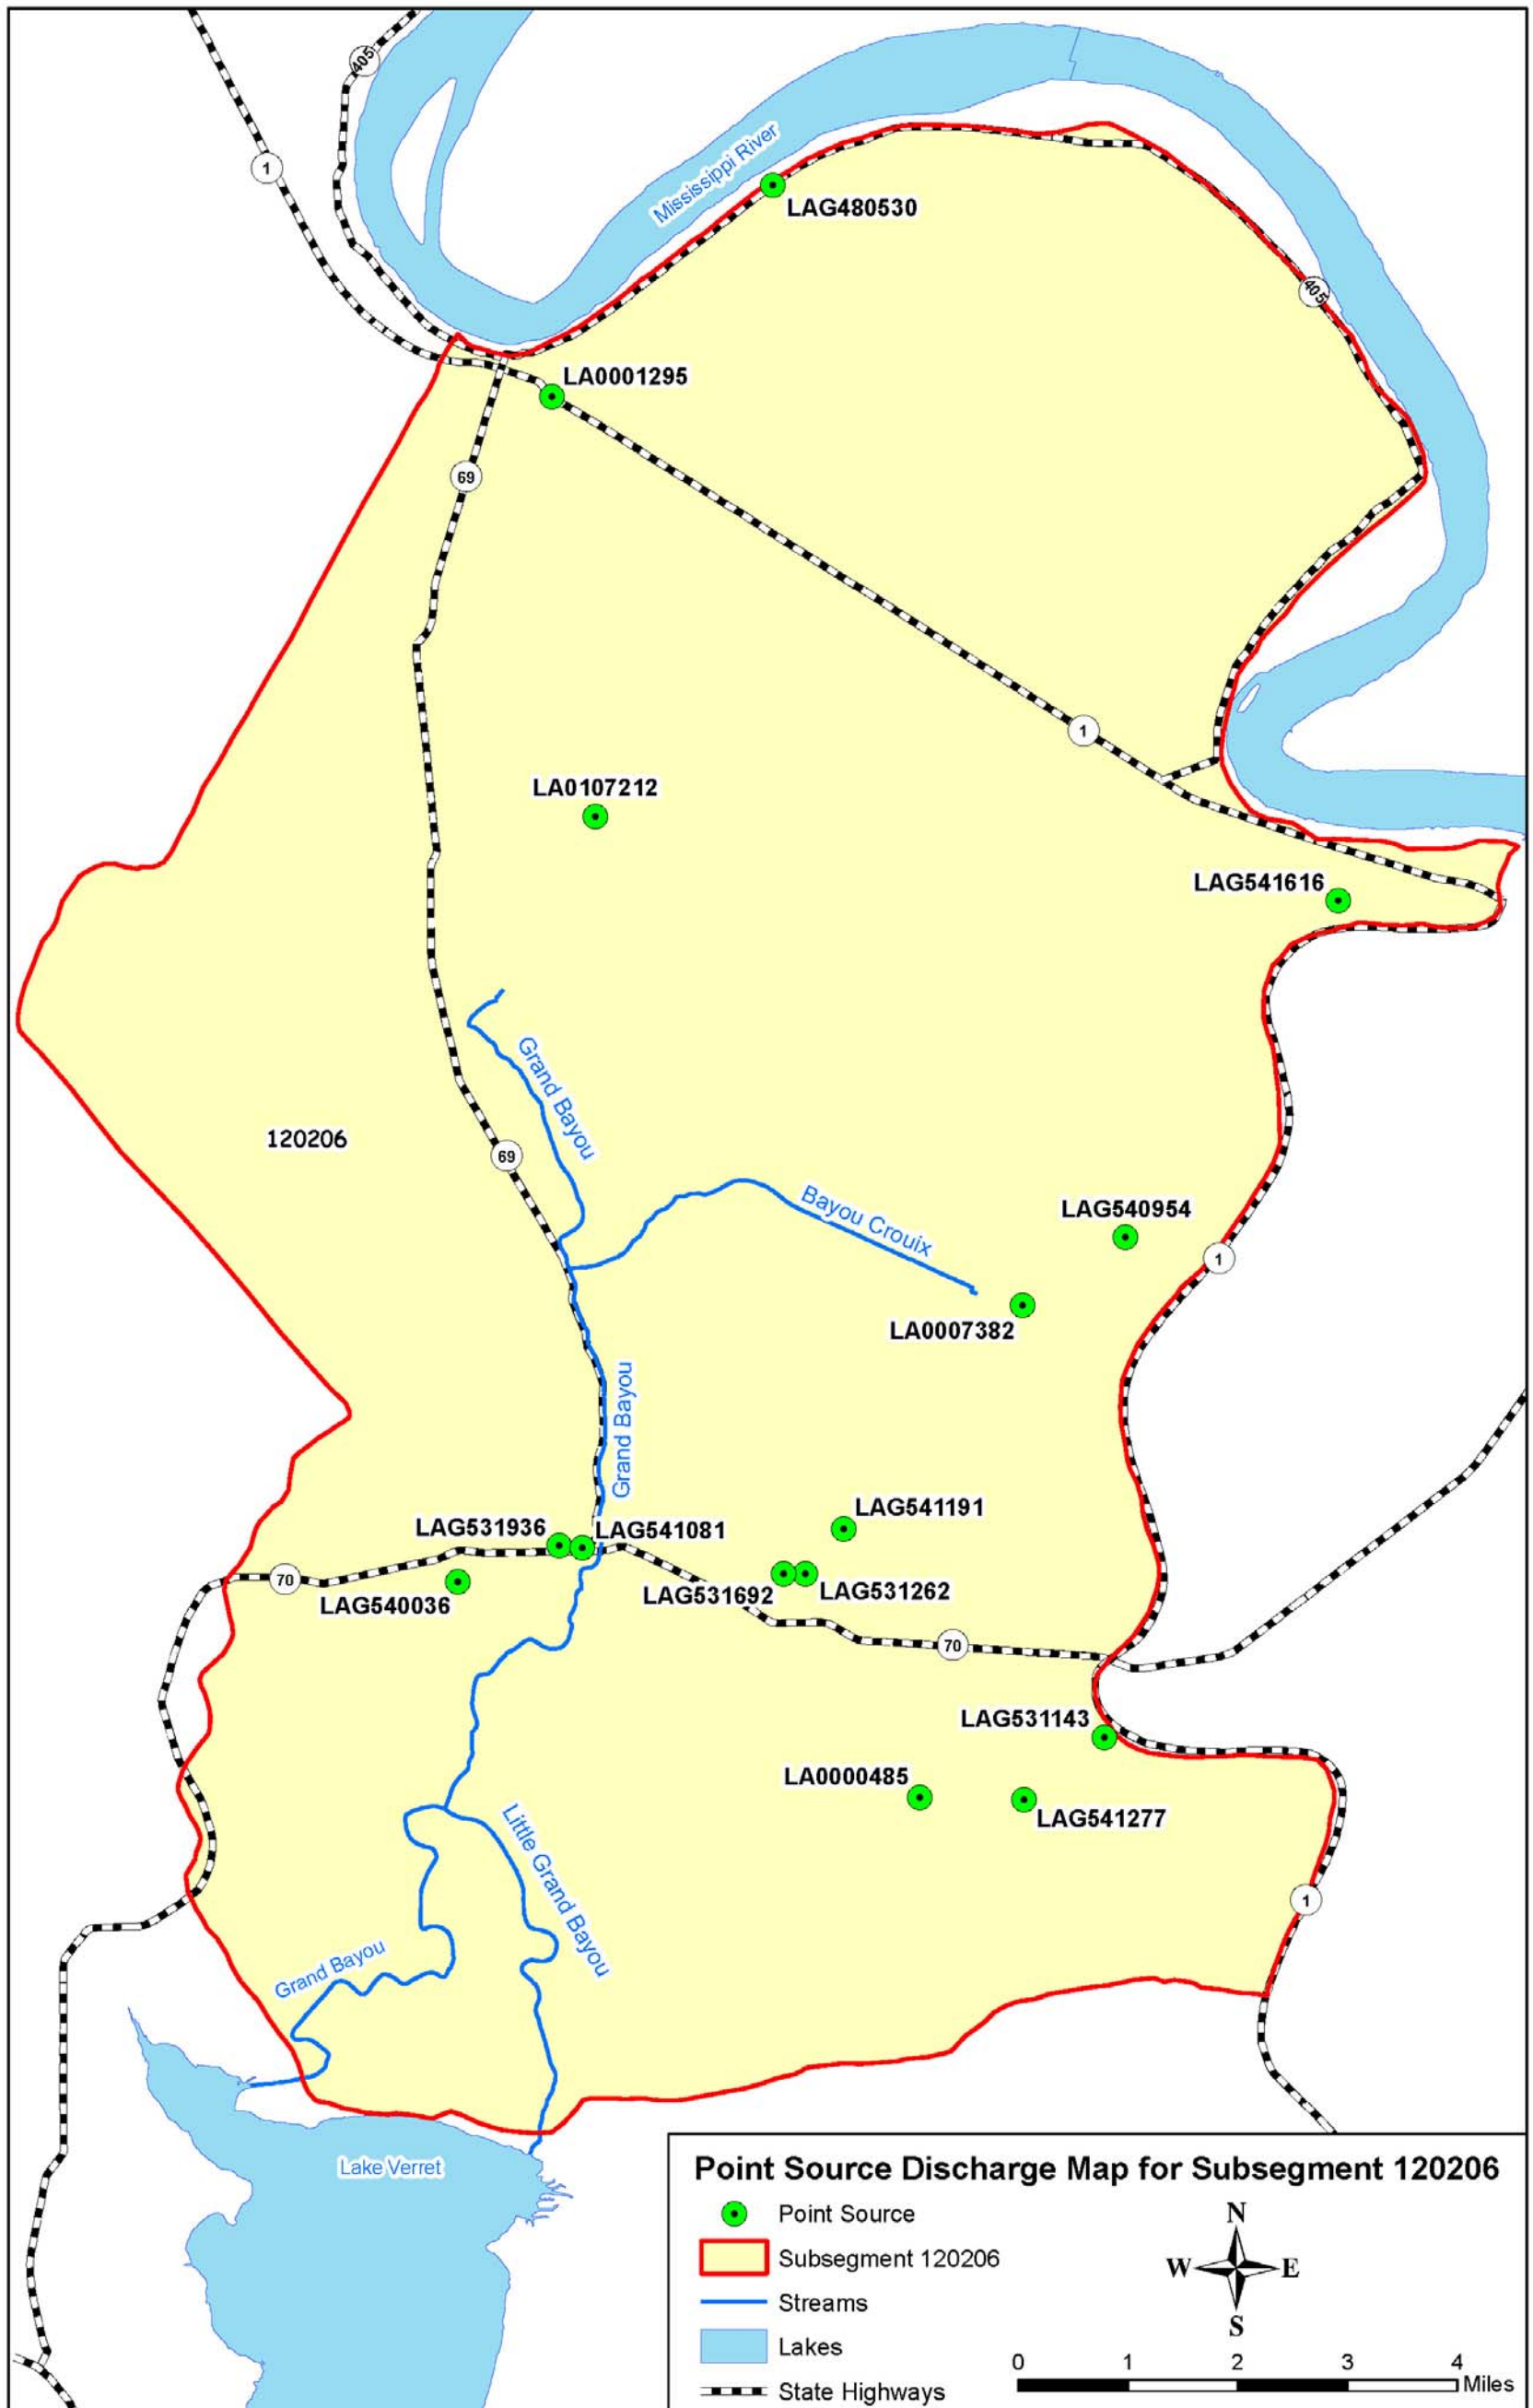 405
1
Mississippi River
LAG480530
405
LA0001295
69
1
LA0107212
LAG541616
Grand Bayou
120206
69
Bayou Crouix
LAG540954
1
LA0007382
Grand Bayou
LAG541191
LAG531936
LAG541081
70
LAG540036
LAG531692
LAG531262
70
LAG531143
LA0000485
LAG541277
Little Grand Bayou
1
Grand Bayou
Lake Verret
Point Source Discharge Map for Subsegment 120206
Point Source
Subsegment 120206
Streams
Lakes
State Highways
N
W E
S
0 1 2 3 4
Miles